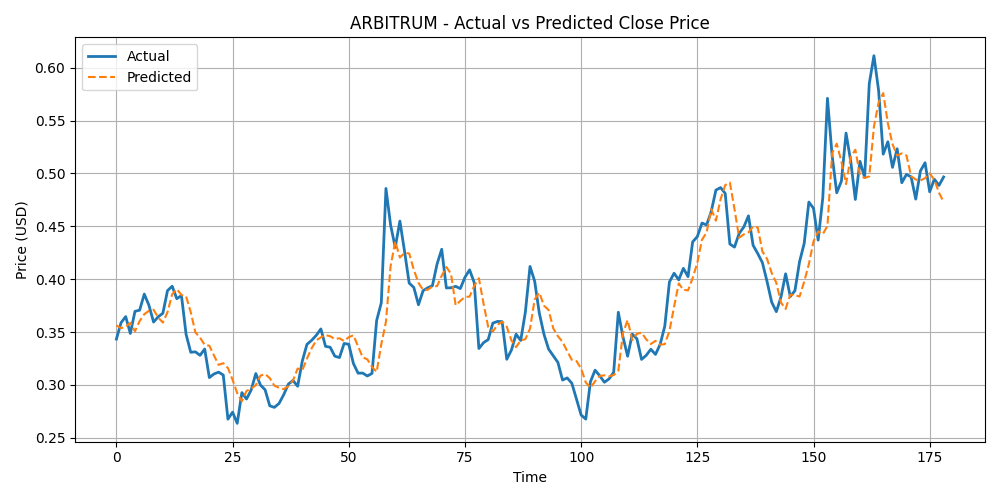 ARBITRUM - Actual vs Predicted Close Price
Actual
Predicted
Price (USD)
0.60
0.55
0.50
0.45
0.40
0.35
0.30
0.25
0 25 50 75 100 125 150 175
Time